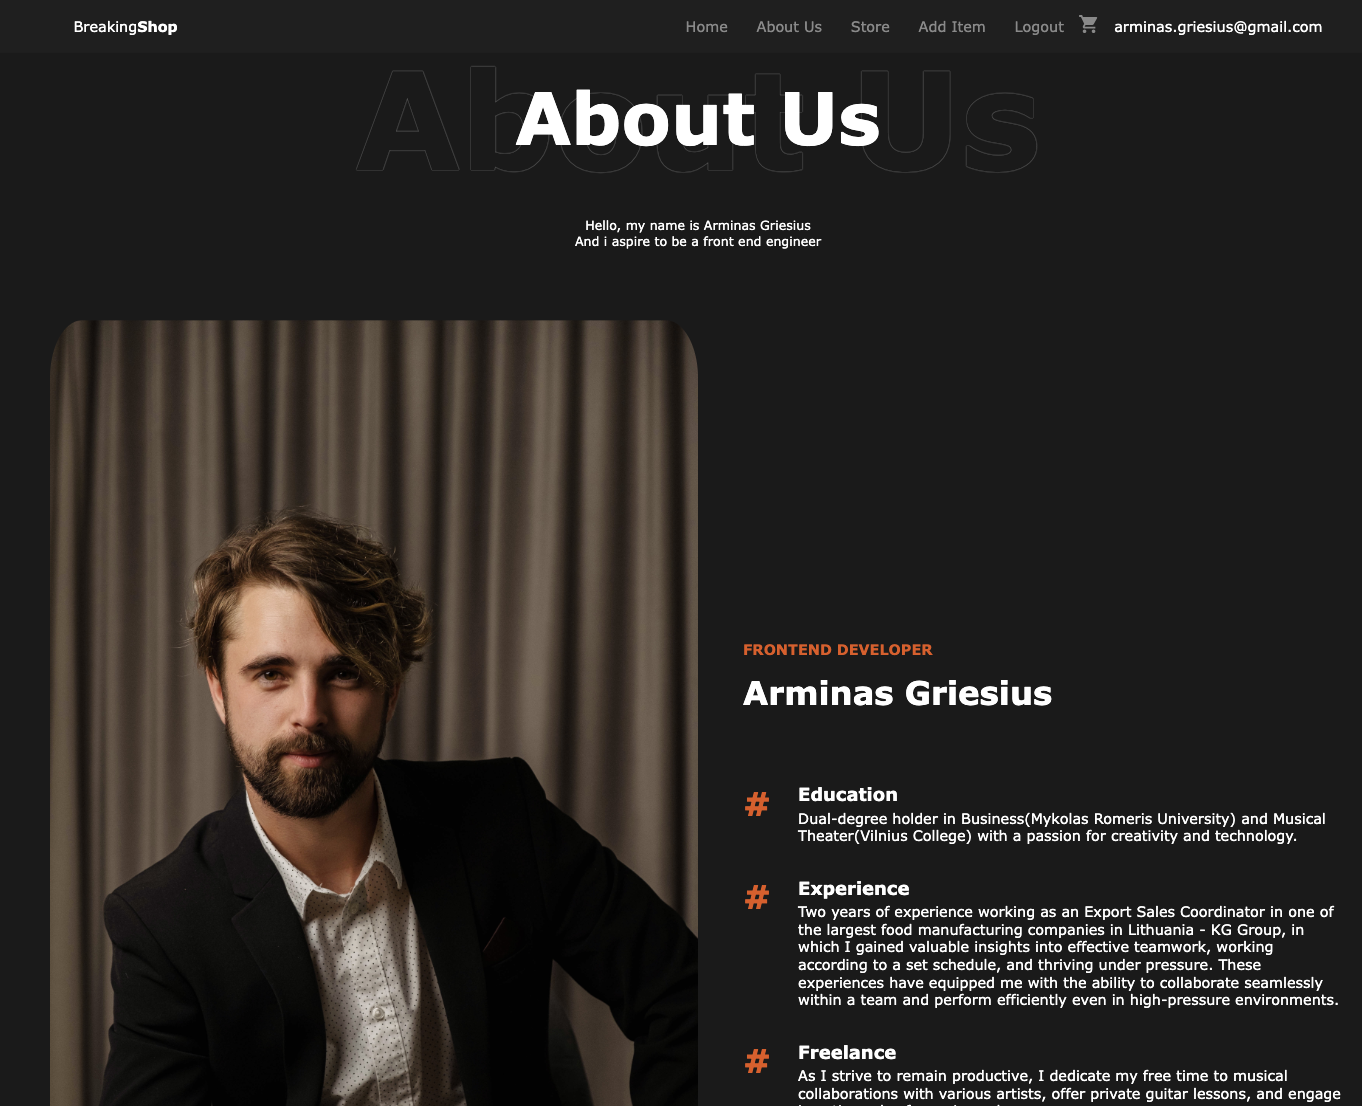 BreakingShop
Home About Us Store Add Item Logout arminas.griesius@gmail.com
About Us
About Us
Hello, my name is Arminas Griesius
And i aspire to be a front end engineer
FRONTEND DEVELOPER
Arminas Griesius
# Education
Dual-degree holder in Business(Mykolas Romeris University) and Musical
Theater(Vilnius College) with a passion for creativity and technology.
# Experience
Two years of experience working as an Export Sales Coordinator in one of
the largest food manufacturing companies in Lithuania - KG Group, in
which I gained valuable insights into effective teamwork, working
according to a set schedule, and thriving under pressure. These
experiences have equipped me with the ability to collaborate seamlessly
within a team and perform efficiently even in high-pressure environments.
# Freelance
As I strive to remain productive, I dedicate my free time to musical
collaborations with various artists, offer private guitar lessons, and engage